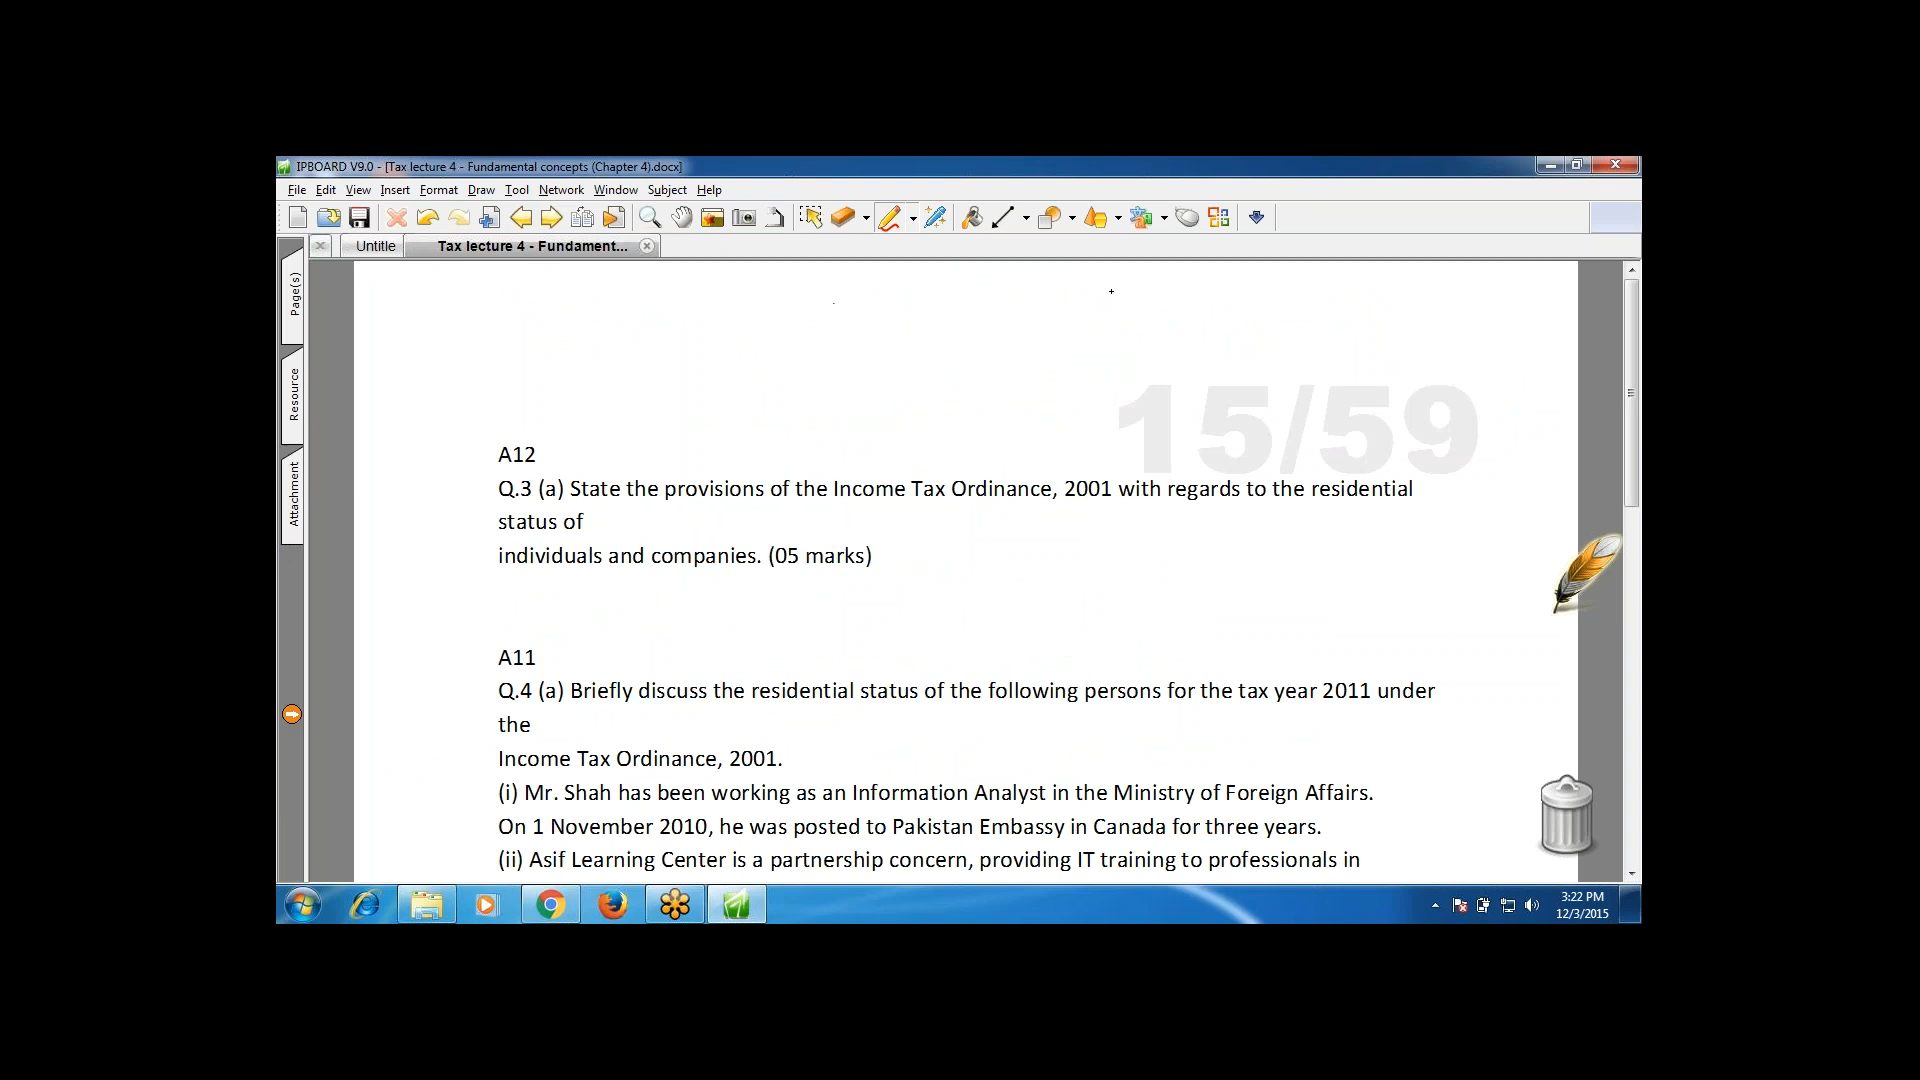 IPBOARD V9.0 - [Tax lecture 4 - Fundamental concepts (Chapter 4).docx]
File Edit View Insert Format Draw Tool Network Window Subject Help
Untitle Tax lecture 4 - Fundament...
Page(s)
Resource
Attachment
15/59
A12
Q.3 (a) State the provisions of the Income Tax Ordinance, 2001 with regards to the residential
status of
individuals and companies. (05 marks)
A11
Q.4 (a) Briefly discuss the residential status of the following persons for the tax year 2011 under
the
Income Tax Ordinance, 2001.
(i) Mr. Shah has been working as an Information Analyst in the Ministry of Foreign Affairs.
On 1 November 2010, he was posted to Pakistan Embassy in Canada for three years.
(ii) Asif Learning Center is a partnership concern, providing IT training to professionals in
3:22 PM
12/3/2015